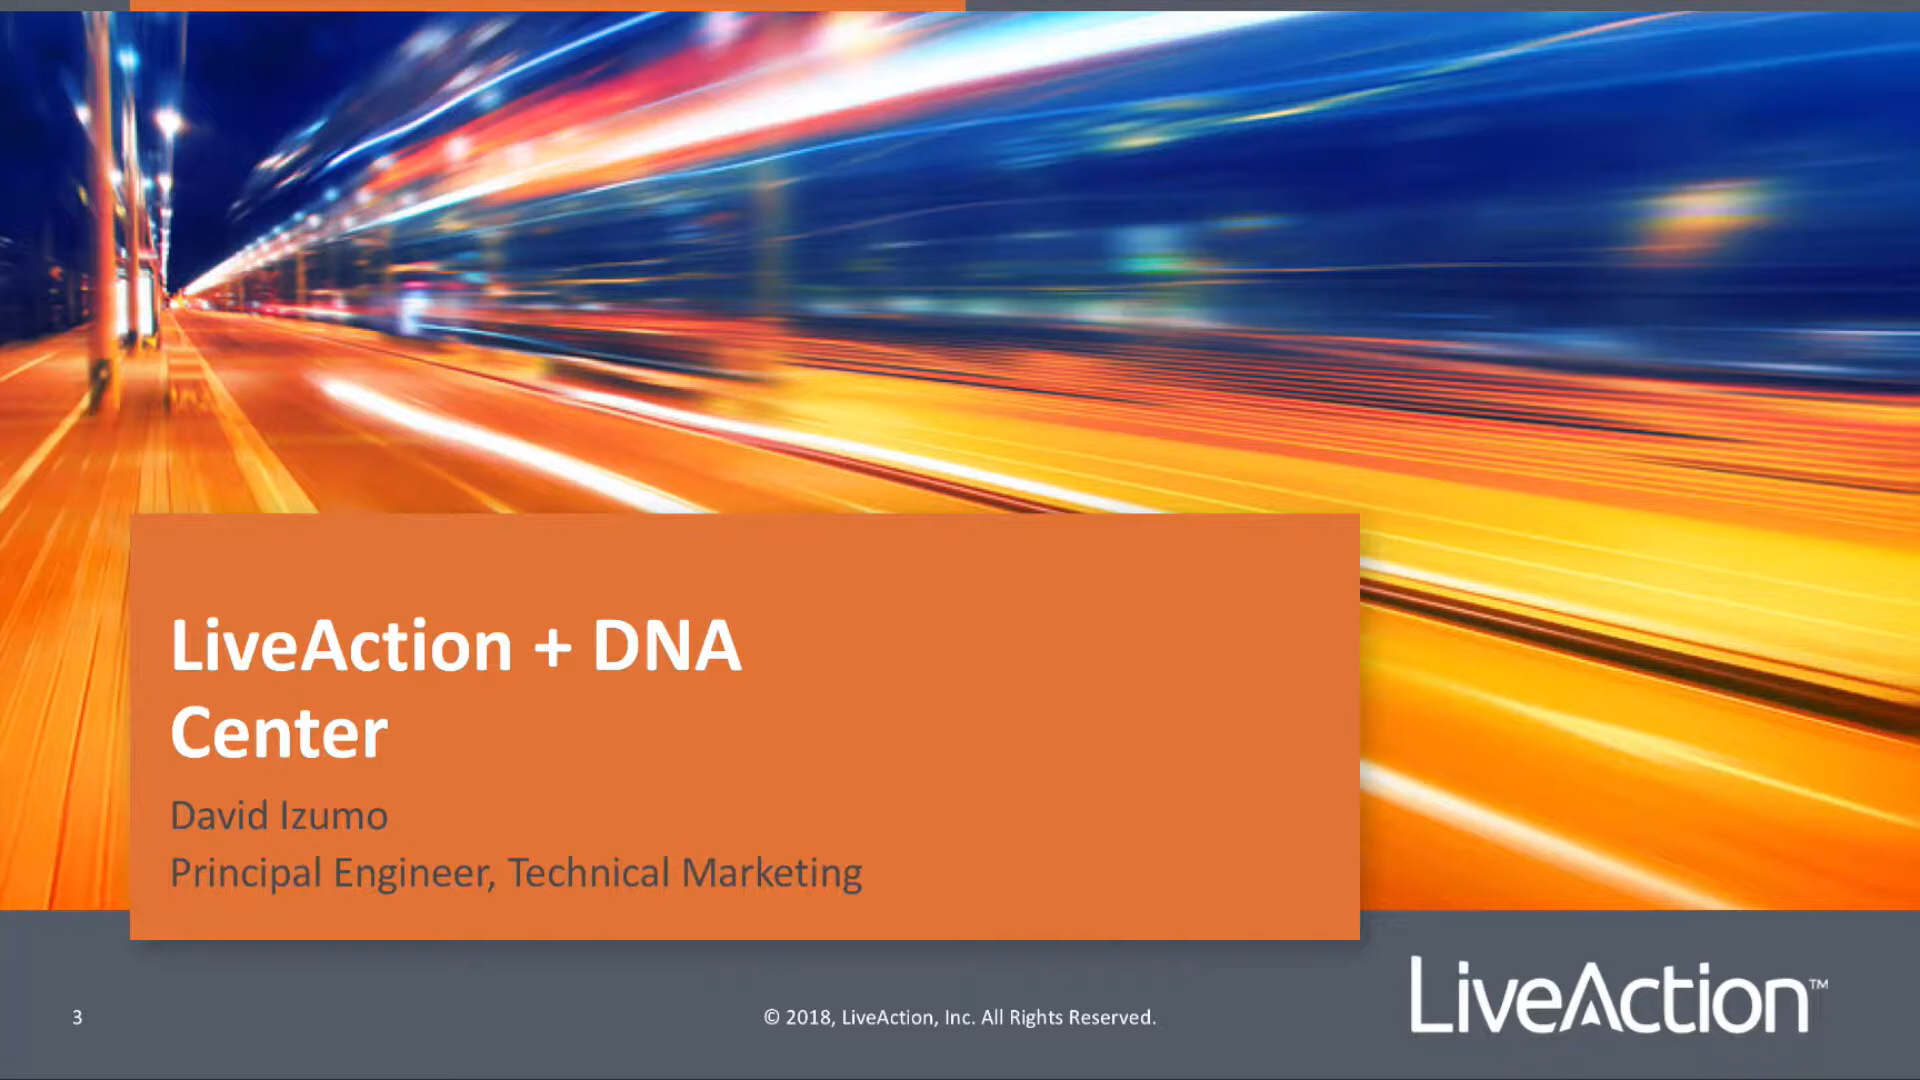 LiveAction + DNA
Center
David Izumo
Principal Engineer, Technical Marketing
3
© 2018, LiveAction, Inc. All Rights Reserved.
LiveAction™